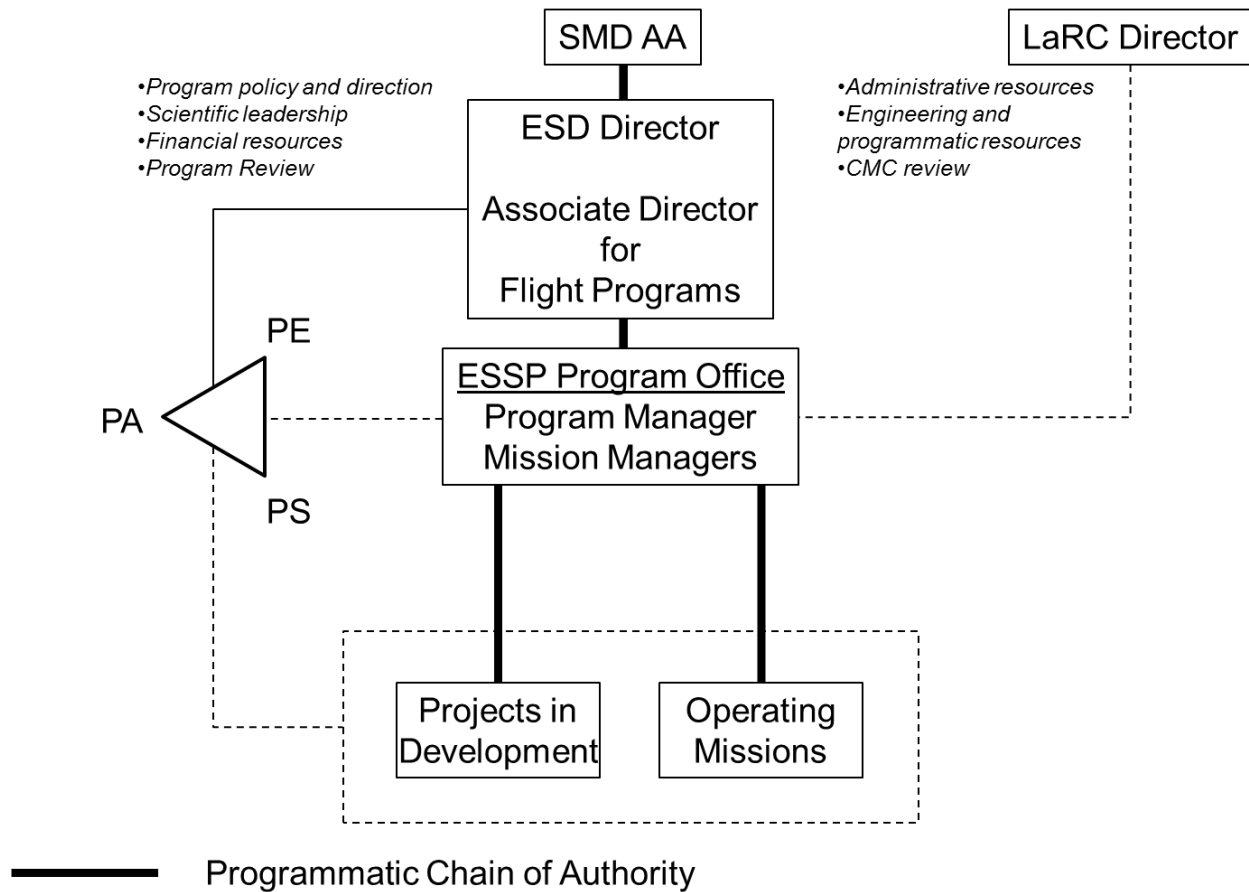 SMD AA
LaRC Director
•Program policy and direction
•Scientific leadership
•Financial resources
•Program Review
ESD Director
Associate Director
for
Flight Programs
•Administrative resources
•Engineering and
programmatic resources
•CMC review
PE
PA
PS
ESSP Program Office
Program Manager
Mission Managers
Projects in
Development
Operating
Missions
Programmatic Chain of Authority